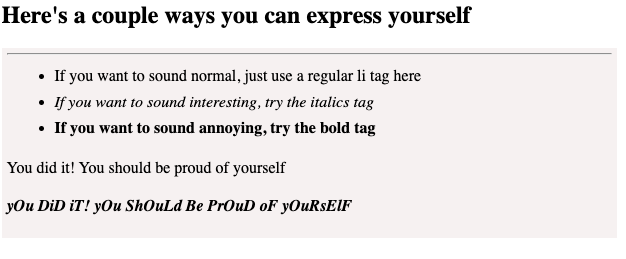 Here's a couple ways you can express yourself
If you want to sound normal, just use a regular li tag here
If you want to sound interesting, try the italics tag
If you want to sound annoying, try the bold tag
You did it! You should be proud of yourself
yOu DiD iT! yOu ShOuLd Be PrOuD oF yOuRsElF